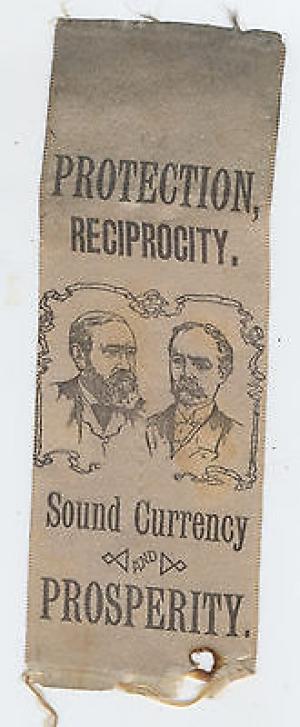 PROTECTION,
RECIPROCITY.
Sound Currency
AND
PROSPERITY.